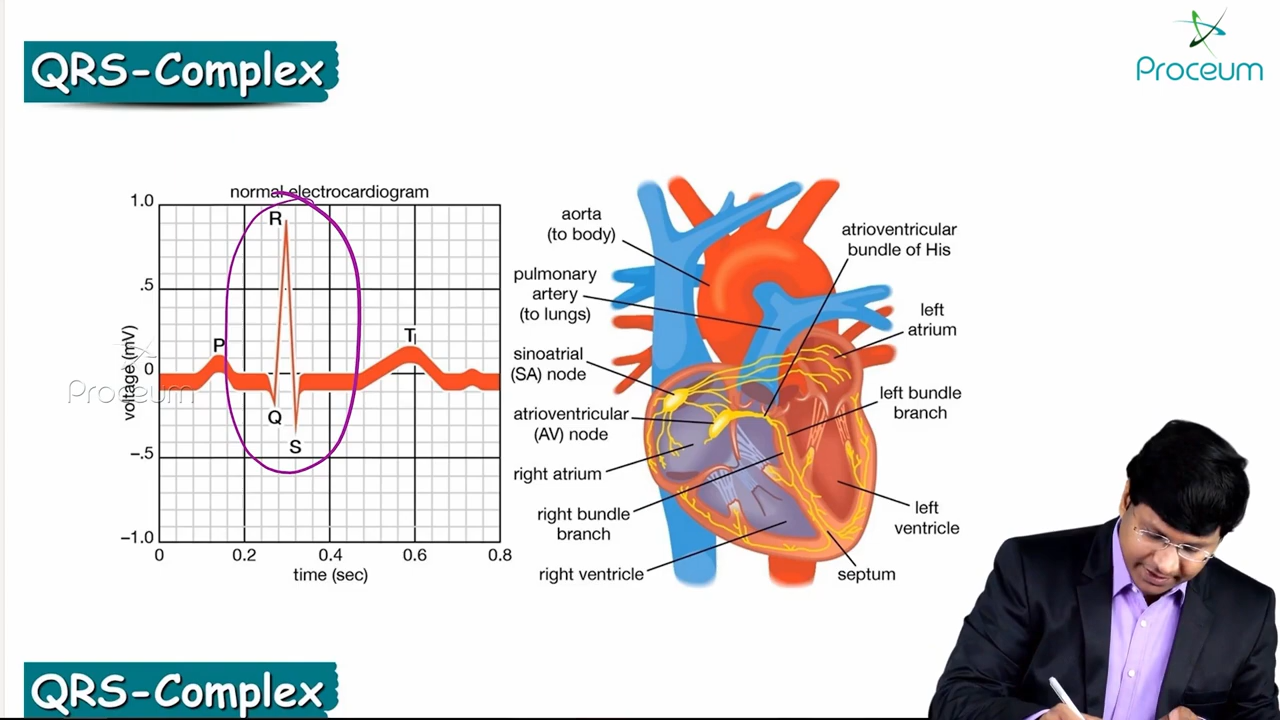 QRS-Complex
Proceum
normal electrocardiogram
1.0
.5
0
-.5
-1.0
voltage (mV)
P
Q
R
S
T
0
0.2
0.4
0.6
0.8
time (sec)
Proceum
aorta
(to body)
pulmonary
artery
(to lungs)
sinoatrial
(SA) node
atrioventricular
(AV) node
right atrium
right bundle
branch
right ventricle
atrioventricular
bundle of His
left
atrium
left bundle
branch
left
ventricle
septum
QRS-Complex